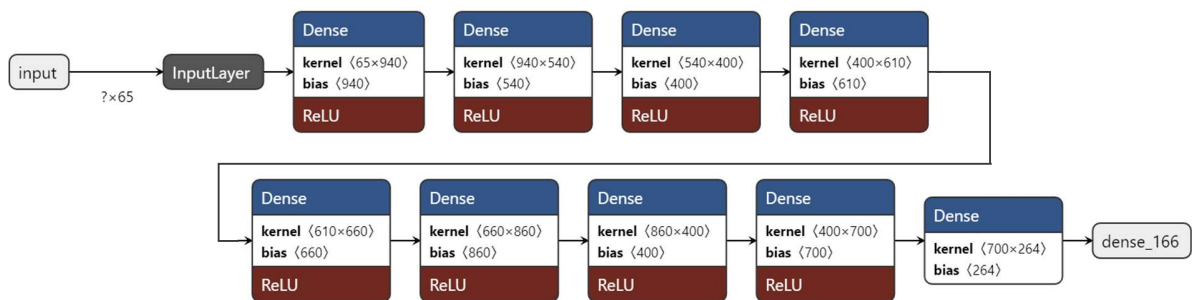 input
?×65
InputLayer
Dense
kernel ⟨65×940⟩
bias ⟨940⟩
ReLU
Dense
kernel ⟨940×540⟩
bias ⟨540⟩
ReLU
Dense
kernel ⟨540×400⟩
bias ⟨400⟩
ReLU
Dense
kernel ⟨400×610⟩
bias ⟨610⟩
ReLU
Dense
kernel ⟨610×660⟩
bias ⟨660⟩
ReLU
Dense
kernel ⟨660×860⟩
bias ⟨860⟩
ReLU
Dense
kernel ⟨860×400⟩
bias ⟨400⟩
ReLU
Dense
kernel ⟨400×700⟩
bias ⟨700⟩
ReLU
Dense
kernel ⟨700×264⟩
bias ⟨264⟩
dense_166